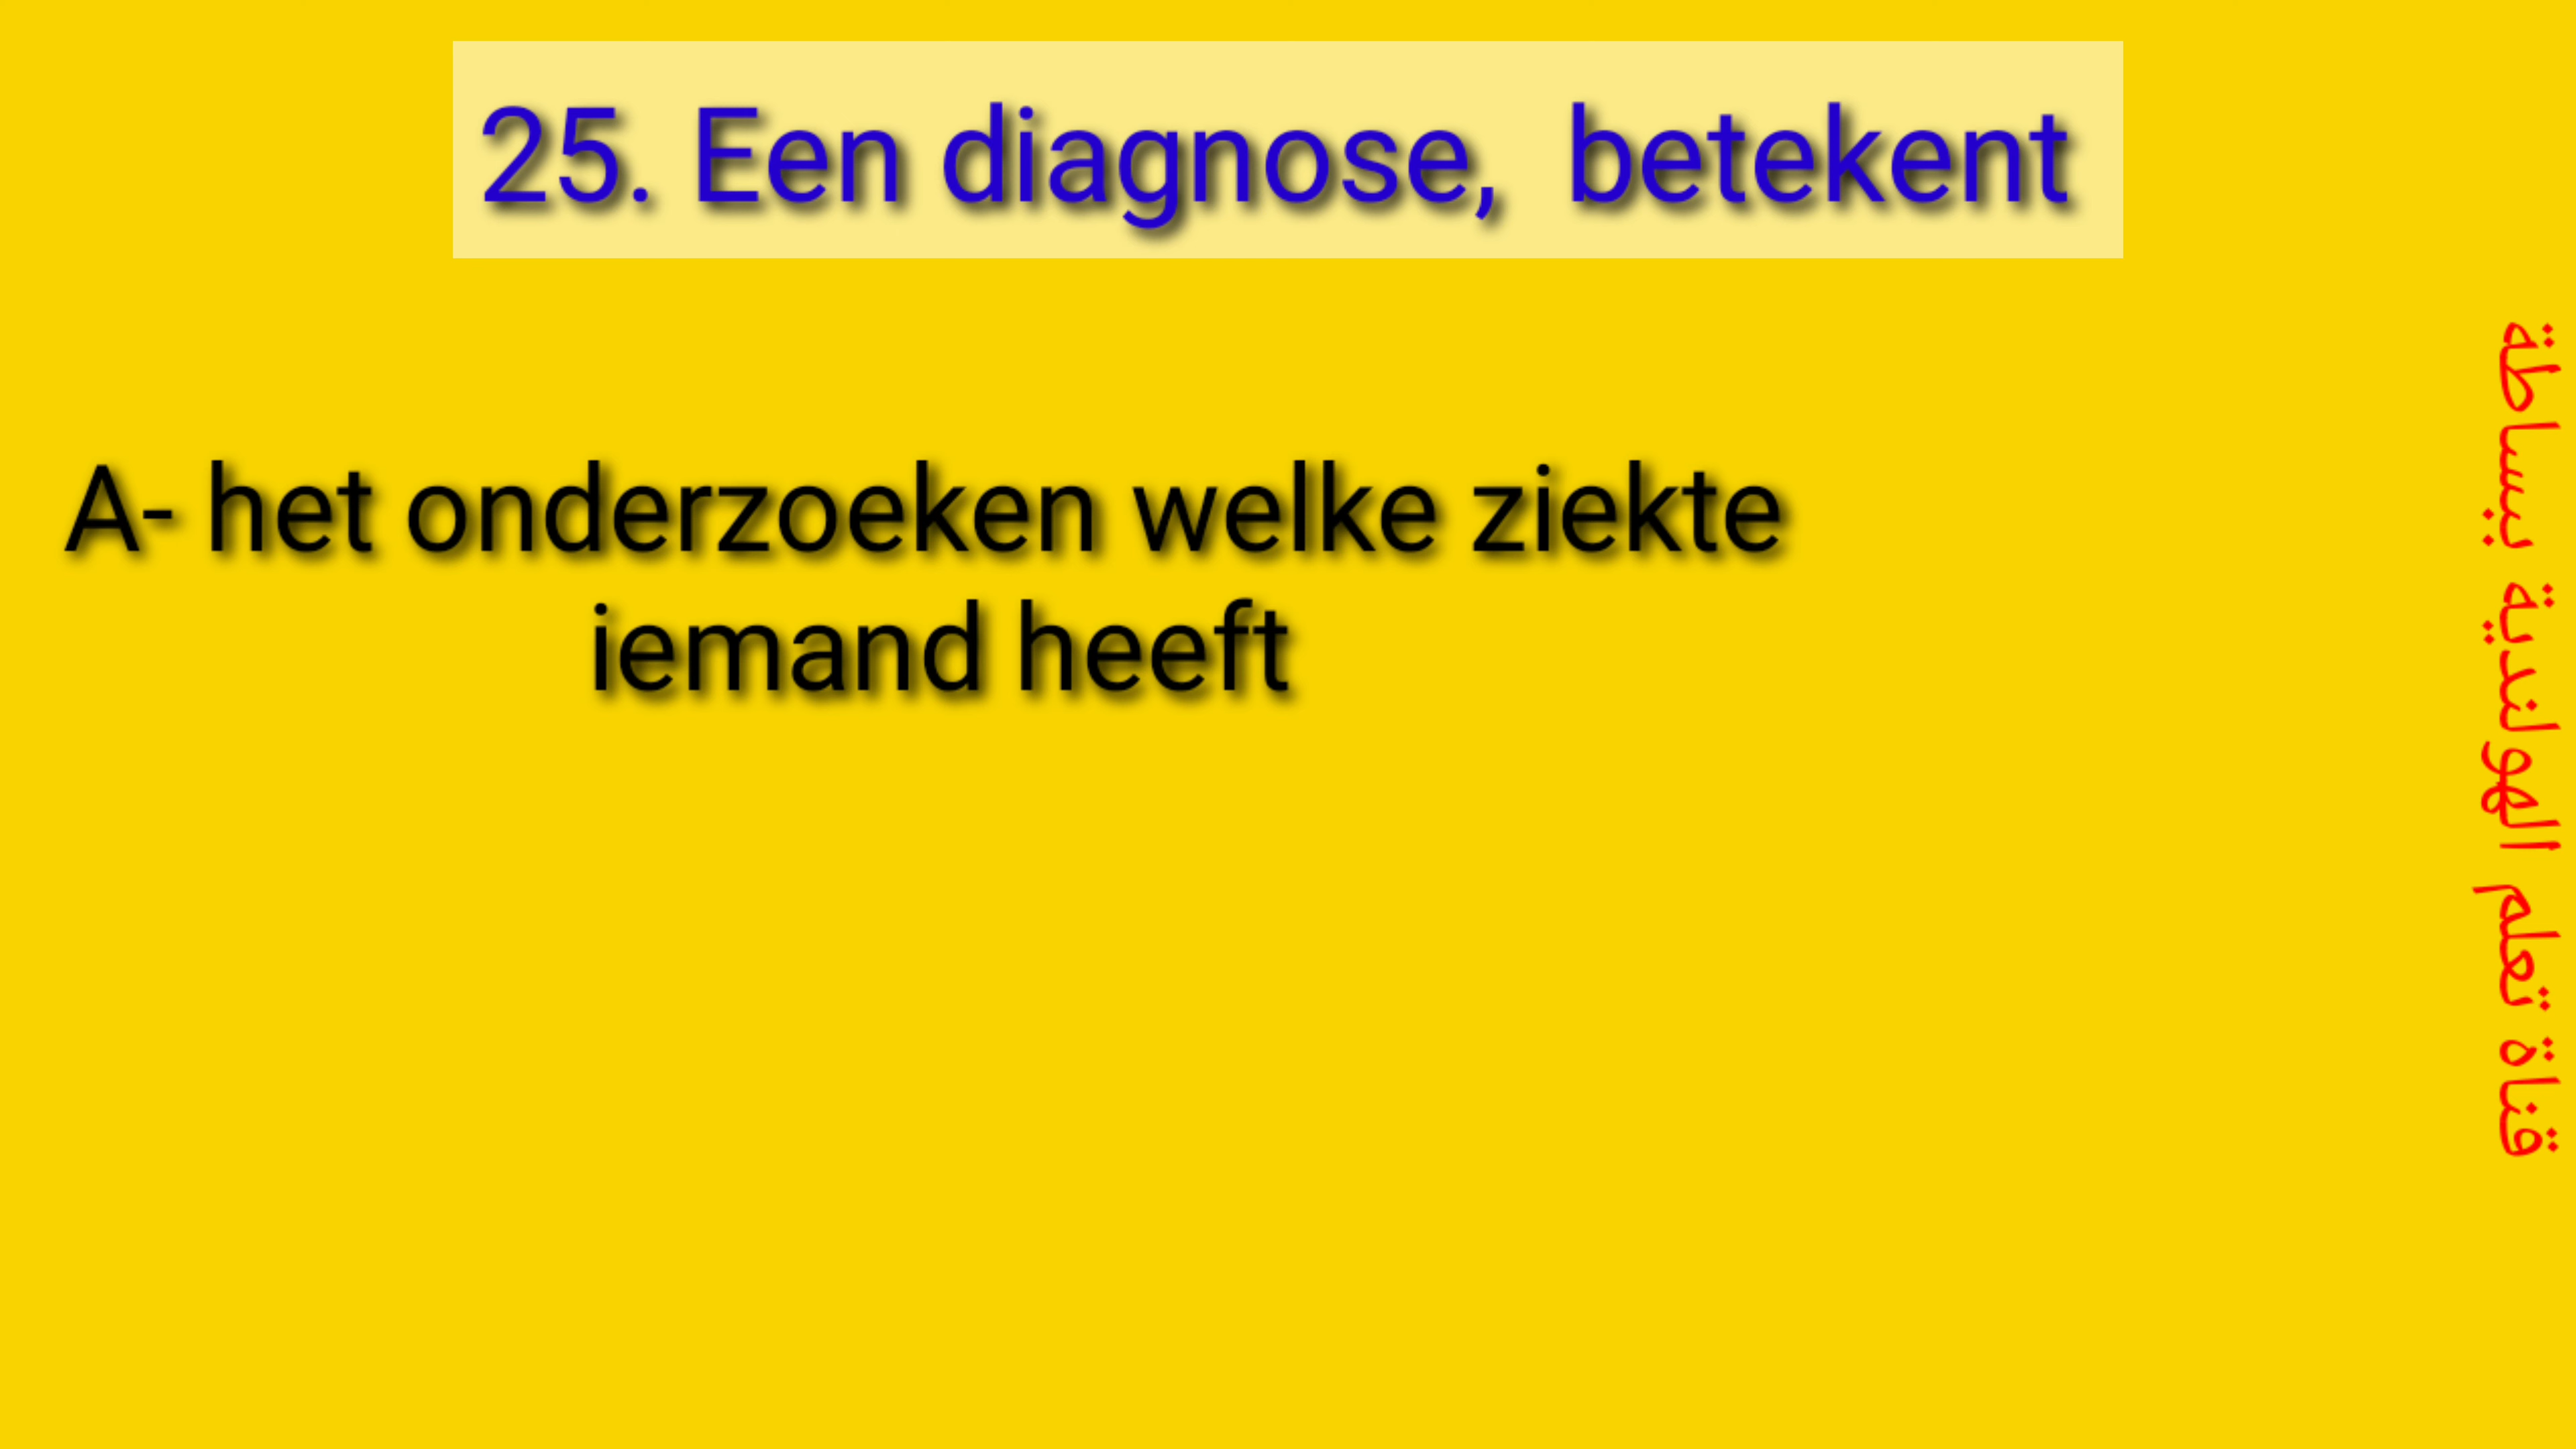 25. Een diagnose, betekent
A- het onderzoeken welke ziekte
iemand heeft
قناة تعلم الهولندية ببساطة